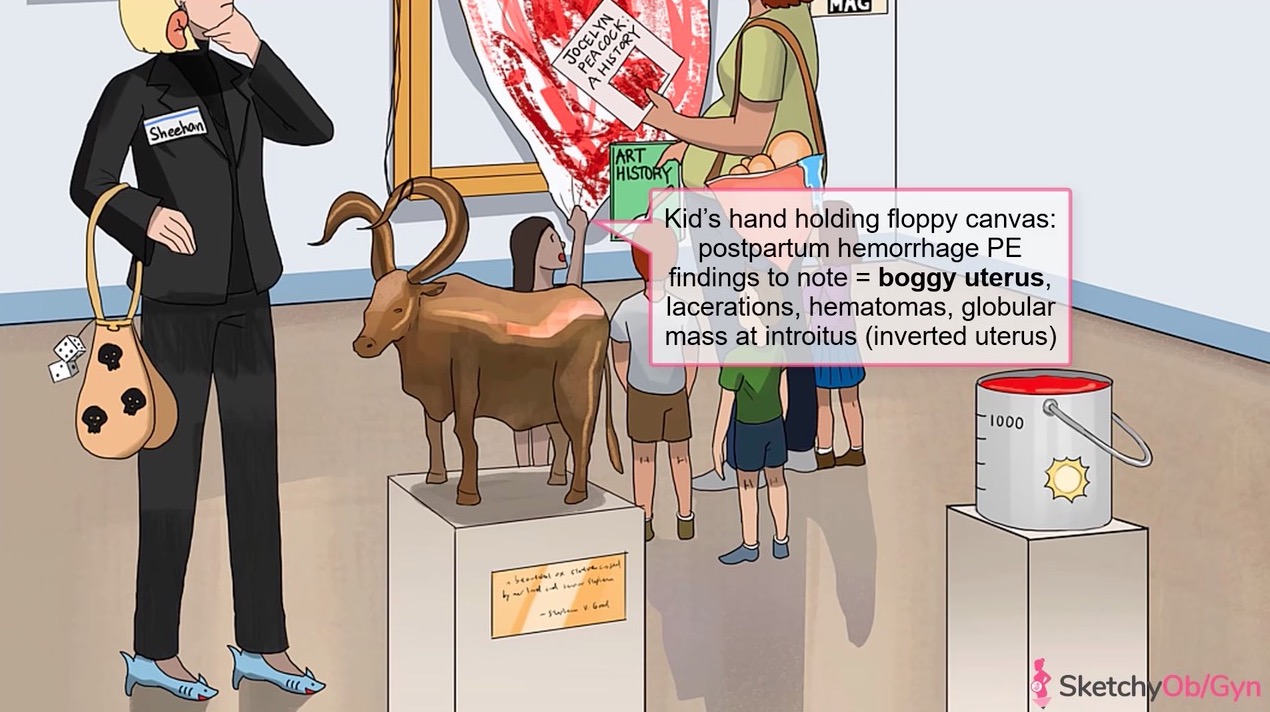 MAG
JOCELYN
PEACOCK:
A HISTORY
Sheehan
ART
HISTORY
Kid's hand holding floppy canvas:
postpartum hemorrhage PE
findings to note = boggy uterus,
lacerations, hematomas, globular
mass at introitus (inverted uterus)
1000
SketchyOb/Gyn